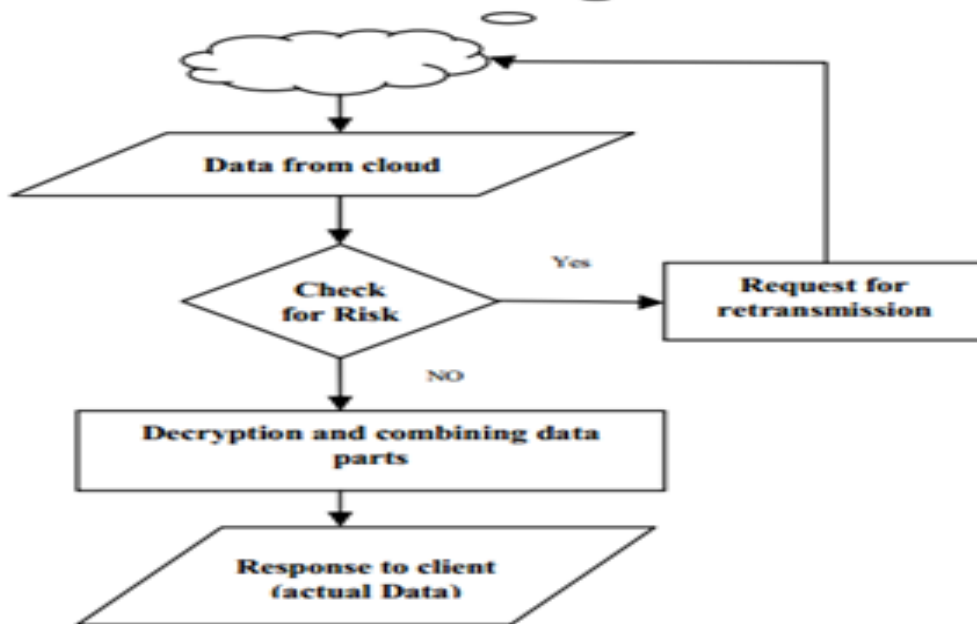 Data from cloud
Check
for Risk
Yes
Request for
retransmission
NO
Decryption and combining data
parts
Response to client
(actual Data)